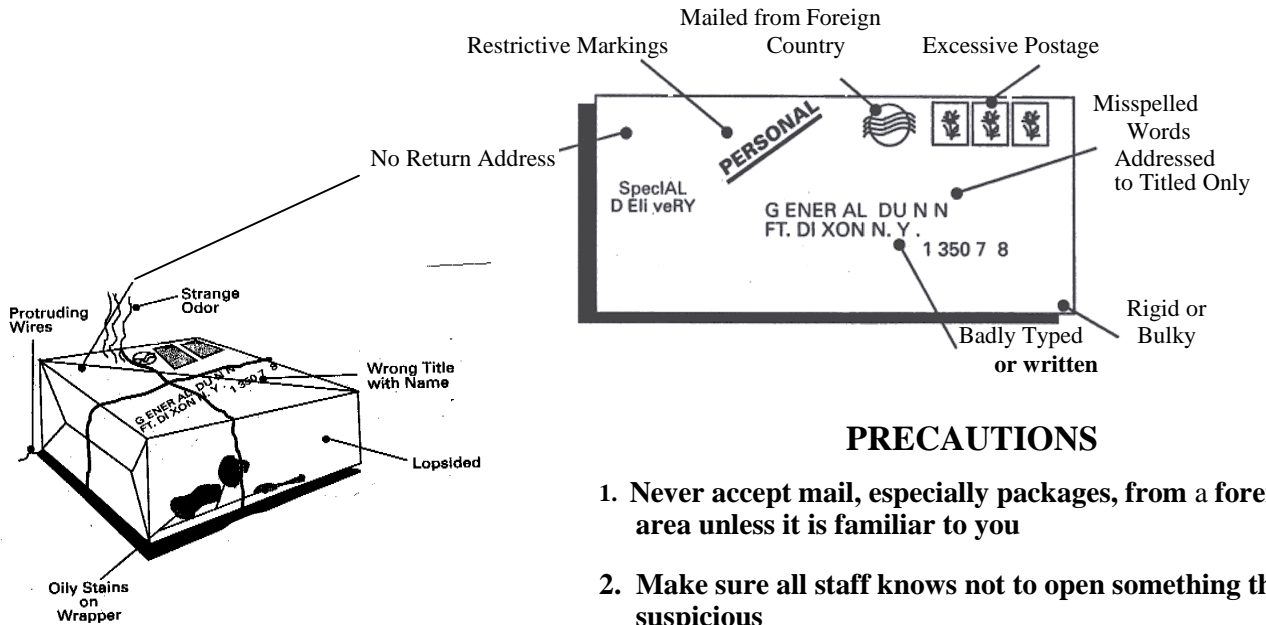 Mailed from Foreign
Country
Restrictive Markings
Excessive Postage
Misspelled
Words
Addressed
to Titled Only
No Return Address
PERSONAL
SpecIAL
D Eli veRY
G ENER AL DU N N
FT. DI XON N. Y .
1 350 7 8
Rigid or
Bulky
Badly Typed
or written
Strange
Odor
Protruding
Wires
Wrong Title
with Name
G ENER AL DU N N
FT. DI XON N. Y .
1 350 7 8
Lopsided
Oily Stains
on
Wrapper
PRECAUTIONS
1. Never accept mail, especially packages, from a
area unless it is familiar to you
2. Make sure all staff knows not to open something
suspicious